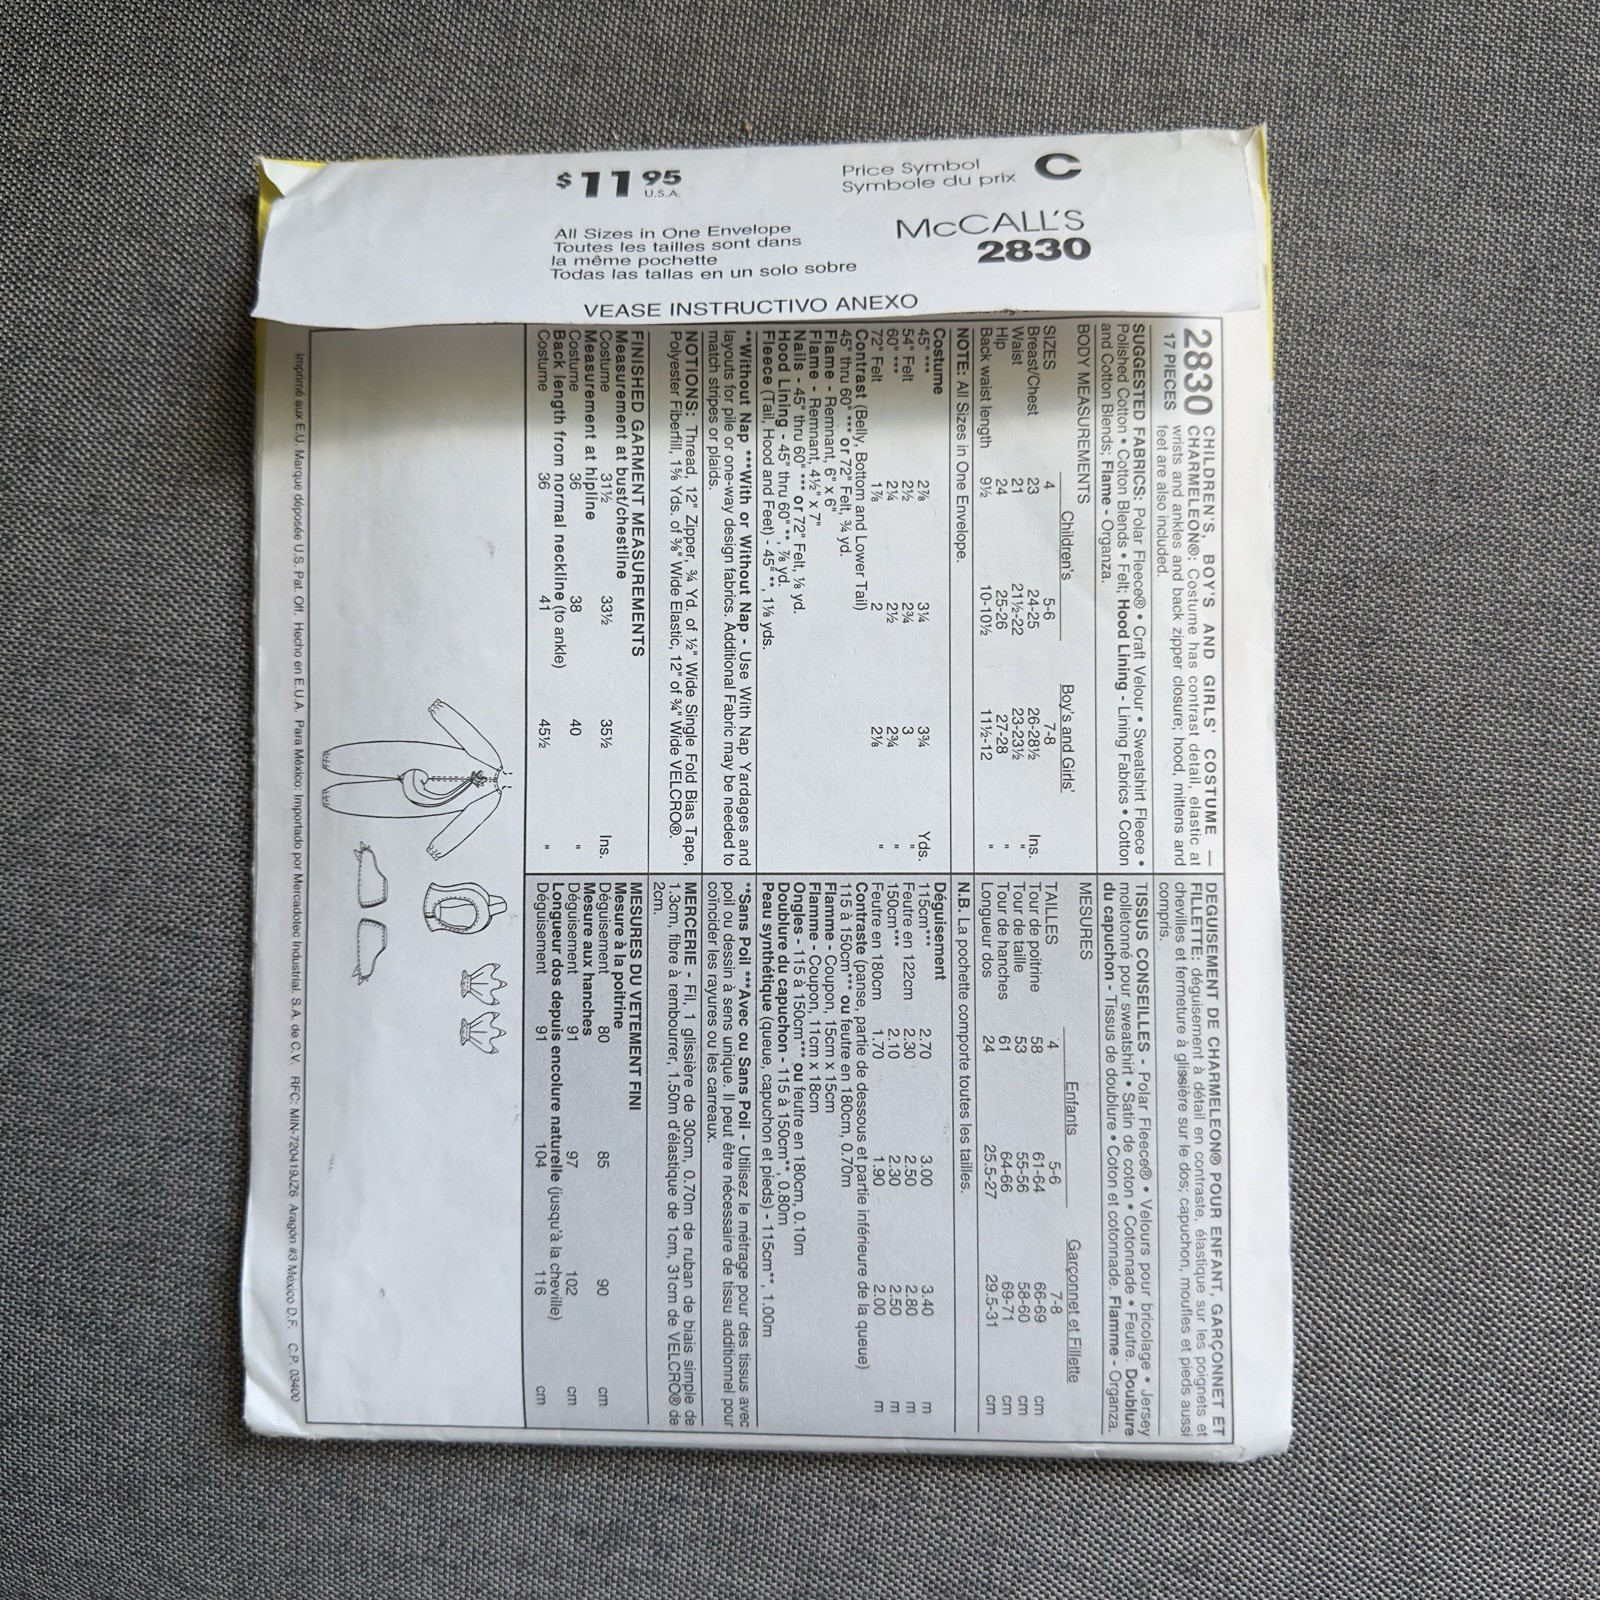 $11 95
U.S.A.
Price Symbol
Symbole du prix
C
McCALL'S
2830
All Sizes in One Envelope
Toutes les tailles sont dans
la même pochette
Todas las tallas en un solo sobre
VEASE INSTRUCTIVO ANEXO
2830 CHILDREN'S, BOY'S AND GIRLS' COSTUME —
17 PIECES CHARMELEON®: Costume has contrast detail, elastic at
wrists and ankles and back zipper closure; hood, mittens and
feet are also included.
SUGGESTED FABRICS: Polar Fleece® • Craft Velour • Sweatshirt Fleece •
Polished Cotton • Cotton Blends • Felt; Hood Lining - Lining Fabrics • Cotton
and Cotton Blends; Flame - Organza.
BODY MEASUREMENTS Children's Boy's and Girls'
SIZES 4 5-6 7-8
Breast/Chest 23 24-25 26-28½ Ins.
Waist 21 21½-22 23-23½ "
Hip 24 25-26 27-28 "
Back waist length 9½ 10-10½ 11½-12 "
NOTE: All Sizes in One Envelope.
Costume
45" *** 2⅞ 3¼ 3¾ Yds.
54" Felt 2½ 2¾ 3 "
60" *** 2¼ 2½ 2¾ "
72" Felt 1⅞ 2 2⅛ "
Contrast (Belly, Bottom and Lower Tail)
45" thru 60" *** or 72" Felt, ¾ yd.
Flame - Remnant, 6" x 6"
Flame - Remnant, 4½" x 7"
Nails - 45" thru 60" *** or 72" Felt, ⅛ yd.
Hood Lining - 45" thru 60" **, ⅞ yd.
Fleece (Tail, Hood and Feet) - 45" **, 1⅛ yds.
**Without Nap ***With or Without Nap - Use With Nap Yardages and
layouts for pile or one-way design fabrics. Additional Fabric may be needed to
match stripes or plaids.
NOTIONS: Thread, 12" Zipper, ¾ Yd. of ½" Wide Single Fold Bias Tape,
Polyester Fiberfill, 1⅝ Yds. of ⅜" Wide Elastic, 12" of ¾" Wide VELCRO®.
FINISHED GARMENT MEASUREMENTS
Measurement at bust/chestline
Costume 31½ 33½ 35½ Ins.
Measurement at hipline
Costume 36 38 40 "
Back length from normal neckline (to ankle)
Costume 36 41 45½ "
DEGUISEMENT DE CHARMELEON® POUR ENFANT, GARÇONNET ET
FILLETTE: déguisement à détail en contraste, élastique sur les poignets et
chevilles et fermeture à glissière sur le dos; capuchon, moufles et pieds aussi
compris.
TISSUS CONSEILLES - Polar Fleece® • Velours pour bricolage • Jersey
molletonné pour sweatshirt • Satin de coton • Cotonnade • Feutre. Doublure
du capuchon - Tissus de doublure • Coton et cotonnade. Flamme - Organza.
MESURES Enfants Garçonnet et Fillette
TAILLES 4 5-6 7-8
Tour de poitrine 58 61-64 66-69 cm
Tour de taille 53 55-56 58-60 cm
Tour de hanches 61 64-66 69-71 cm
Longueur dos 24 25.5-27 29.5-31 cm
N.B. La pochette comporte toutes les tailles.
Déguisement
115cm*** 2.70 3.00 3.40 m
Feutre en 122cm 2.30 2.50 2.80 m
150cm*** 2.10 2.30 2.50 m
Feutre en 180cm 1.70 1.90 2.00 m
Contraste (panse, partie de dessous et partie inférieure de la queue)
115 à 150cm*** ou feutre en 180cm, 0.70m
Flamme - Coupon, 15cm x 15cm
Flamme - Coupon, 11cm x 18cm
Ongles - 115 à 150cm*** ou feutre en 180cm, 0.10m
Doublure du capuchon - 115 à 150cm**, 0.80m
Peau synthétique (queue, capuchon et pieds) - 115cm**, 1.00m
**Sans Poil ***Avec ou Sans Poil - Utilisez le métrage pour des tissus avec
poil ou dessin à sens unique. Il peut être nécessaire de tissu additionnel pour
coïncider les rayures ou les carreaux.
MERCERIE - Fil, 1 glissière de 30cm, 0.70m de ruban de biais simple de
1.3cm, fibre à rembourrer, 1.50m d'élastique de 1cm, 31cm de VELCRO® de
2cm.
MESURES DU VETEMENT FINI
Mesure à la poitrine
Déguisement 80 85 90 cm
Mesure aux hanches
Déguisement 91 97 102 cm
Longueur dos depuis encolure naturelle (jusqu'à la cheville)
Déguisement 91 104 116 cm
Imprimé aux E.U. Marque déposée U.S. Pat. Off. Hecho en E.U.A. Para México: Importado por Mercadotec Industrial, S.A. de C.V. RFC: MIN-720419JZ6 Aragon #3 México D.F. C.P. 03400